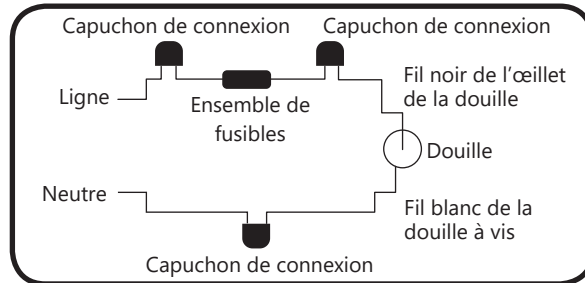 Capuchon de connexion
Capuchon de connexion
Ligne
Ensemble de
fusibles
Fil noir de l’œillet
de la douille
Douille
Neutre
Fil blanc de la
douille à vis
Capuchon de connexion